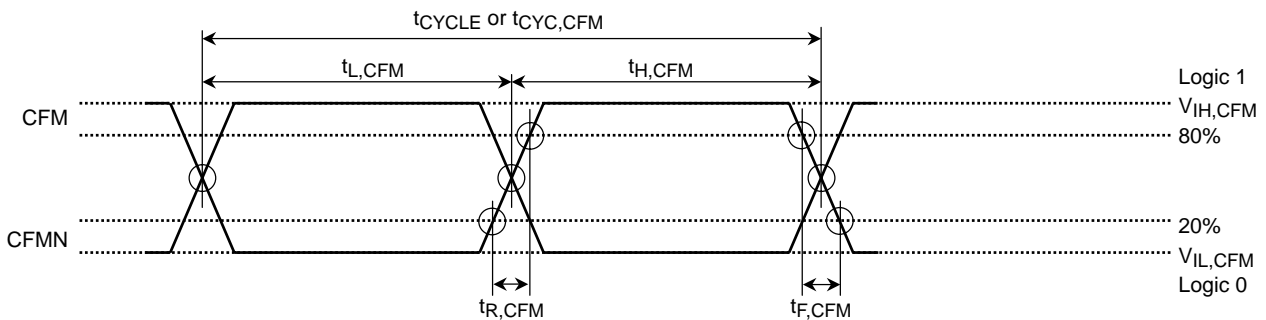 tCYCLE or tCYC,CFM
tL,CFM
tH,CFM
Logic 1
CFM
VIH,CFM
80%
20%
CFMN
VIL,CFM
Logic 0
tR,CFM
tF,CFM